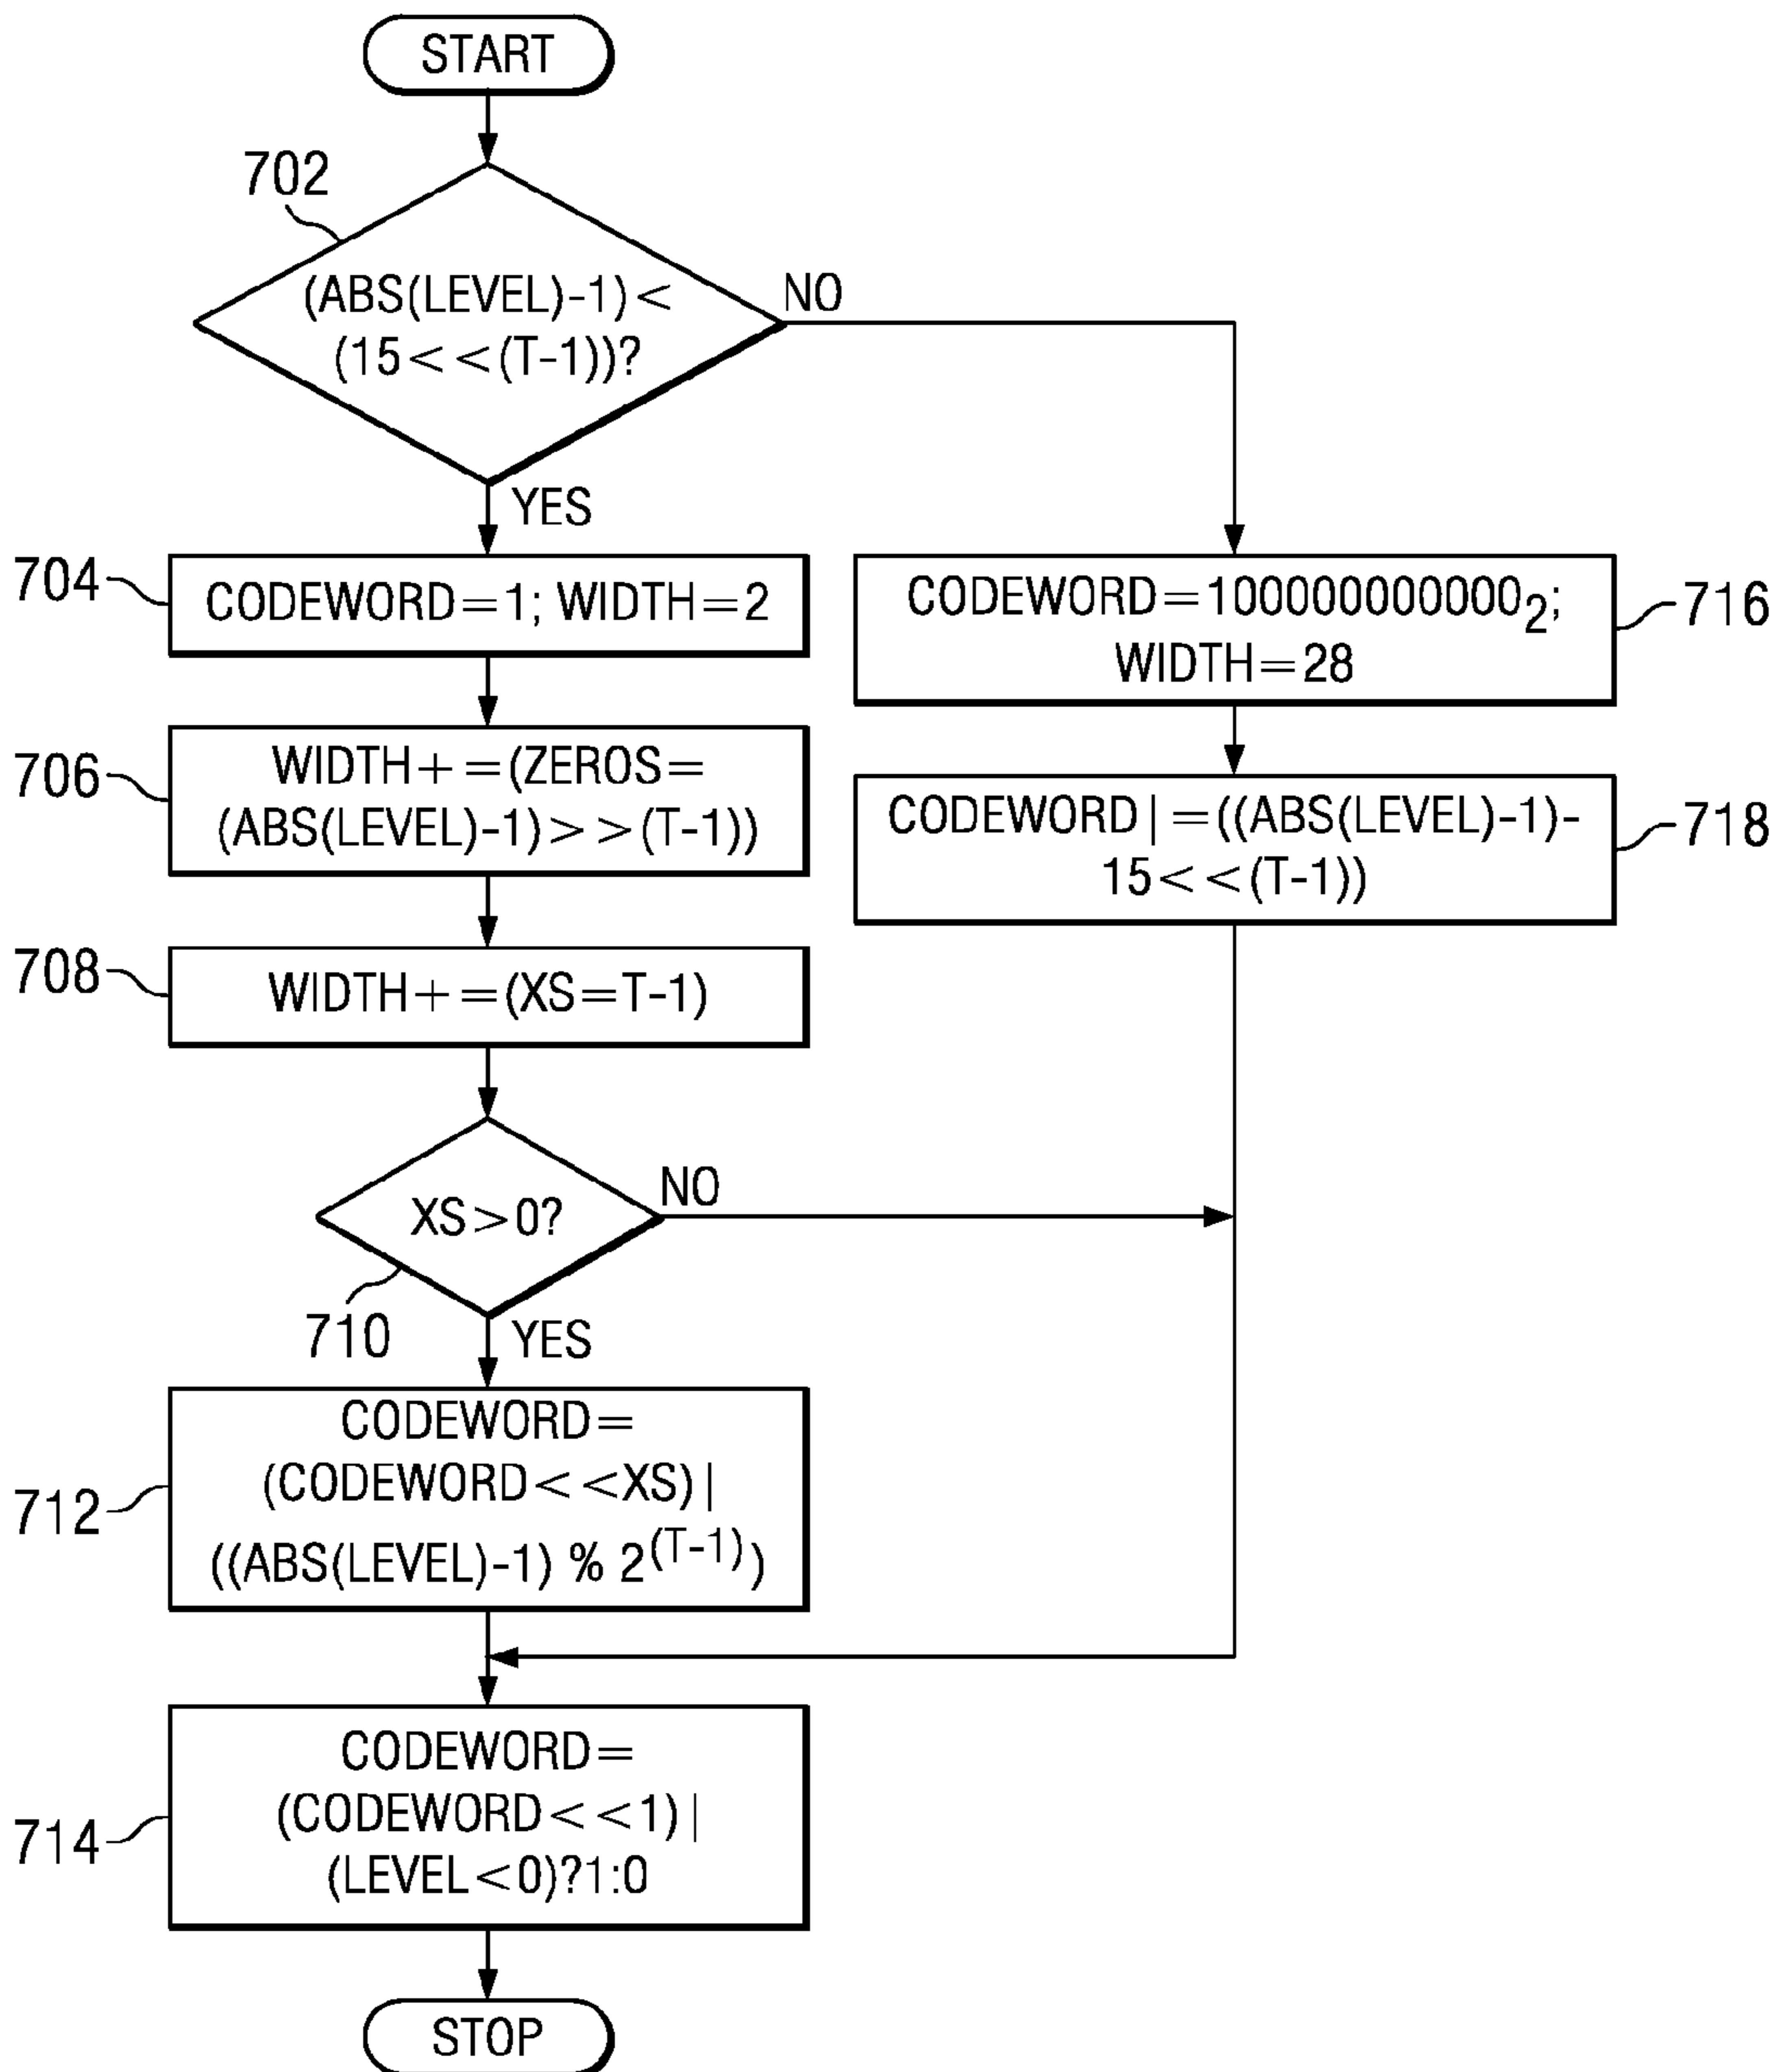 START
702
(ABS(LEVEL)-1)<
(15<<(T-1))?
NO
YES
704
CODEWORD=1; WIDTH=2
CODEWORD=100000000000₂;
WIDTH=28
716
706
WIDTH+=(ZEROS=
(ABS(LEVEL)-1)>>(T-1))
CODEWORD|=((ABS(LEVEL)-1)-
15<<(T-1))
718
708
WIDTH+=(XS=T-1)
XS>0?
NO
710
YES
712
CODEWORD=
(CODEWORD<<XS)|
((ABS(LEVEL)-1) % 2^(T-1))
714
CODEWORD=
(CODEWORD<<1)|
(LEVEL<0)?1:0
STOP